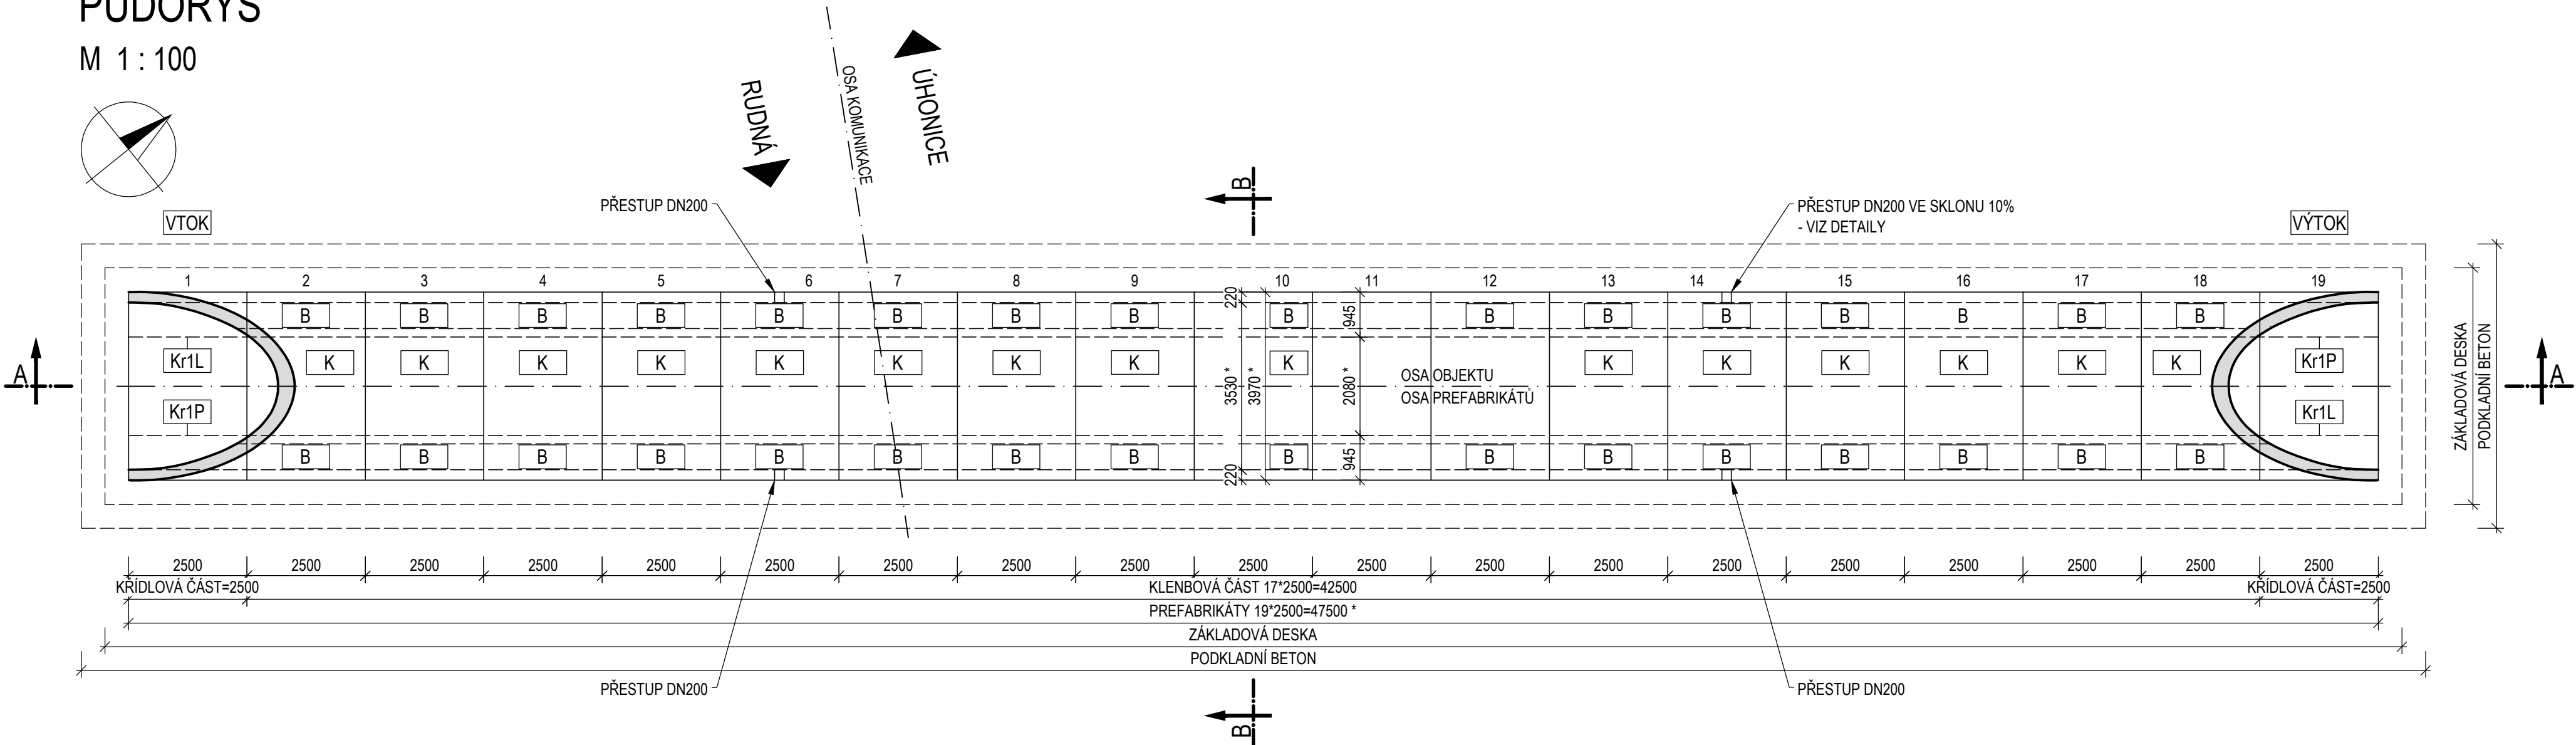 PŮDORYS
M 1 : 100
OSA KOMUNIKACE
RUDNÁ
ÚHONICE
B
PŘESTUP DN200
PŘESTUP DN200 VE SKLONU 10%
- VIZ DETAILY
VTOK
VÝTOK
1 2 3 4 5 6 7 8 9 10 11 12 13 14 15 16 17 18 19
B B B B B B B B B B B B B B B B
220 945
Kr1L K K K K K K K K K K K K K K K Kr1P
A A
3530 * 3970 * 2080 *
OSA OBJEKTU
OSA PREFABRIKÁTŮ
ZÁKLADOVÁ DESKA
PODKLADNÍ BETON
Kr1P Kr1L
B B B B B B B B B B B B B B B B
220 945
2500 2500 2500 2500 2500 2500 2500 2500 2500 2500 2500 2500 2500 2500 2500 2500 2500 2500 2500
KŘÍDLOVÁ ČÁST=2500 KLENBOVÁ ČÁST 17*2500=42500 KŘÍDLOVÁ ČÁST=2500
PREFABRIKÁTY 19*2500=47500 *
ZÁKLADOVÁ DESKA
PODKLADNÍ BETON
PŘESTUP DN200 PŘESTUP DN200
B